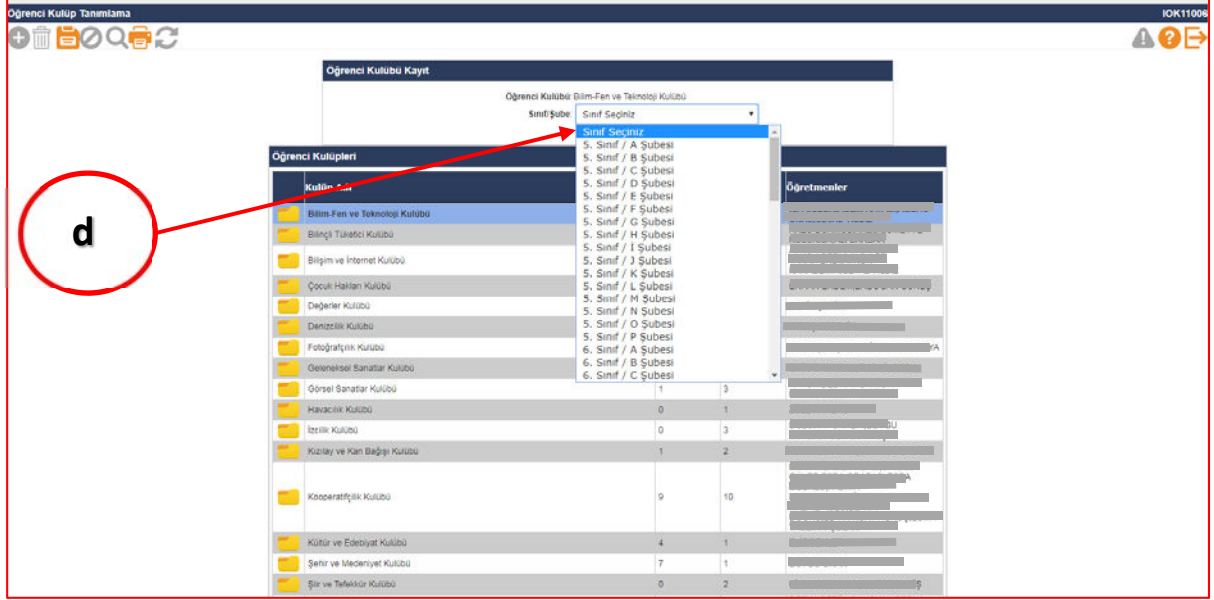 Öğrenci Kulüp Tanımlama IOK11006
Öğrenci Kulübü Kayıt
Öğrenci Kulübü: Bilim-Fen ve Teknoloji Kulübü
Sınıf/Şube: Sınıf Seçiniz
Sınıf Seçiniz
5. Sınıf / A Şubesi
5. Sınıf / B Şubesi
5. Sınıf / C Şubesi
5. Sınıf / D Şubesi
5. Sınıf / E Şubesi
5. Sınıf / F Şubesi
5. Sınıf / G Şubesi
5. Sınıf / H Şubesi
5. Sınıf / I Şubesi
5. Sınıf / J Şubesi
5. Sınıf / K Şubesi
5. Sınıf / L Şubesi
5. Sınıf / M Şubesi
5. Sınıf / N Şubesi
5. Sınıf / O Şubesi
5. Sınıf / P Şubesi
6. Sınıf / A Şubesi
6. Sınıf / B Şubesi
6. Sınıf / C Şubesi
d
Öğrenci Kulüpleri
Kulüp Öğretmenler
Bilim-Fen ve Teknoloji Kulübü
Bilinçli Tüketici Kulübü
Bilişim ve İnternet Kulübü
Çocuk Hakları Kulübü
Değerler Kulübü
Denizcilik Kulübü
Fotoğrafçılık Kulübü
Geleneksel Sanatlar Kulübü
Görsel Sanatlar Kulübü 1 3
Havacılık Kulübü 0 1
İzcilik Kulübü 0 3
Kızılay ve Kan Bağışı Kulübü 1 2
Kooperatifçilik Kulübü 9 10
Kültür ve Edebiyat Kulübü 4 1
Şehir ve Medeniyet Kulübü 7 1
Şiir ve Tefekkür Kulübü 0 2